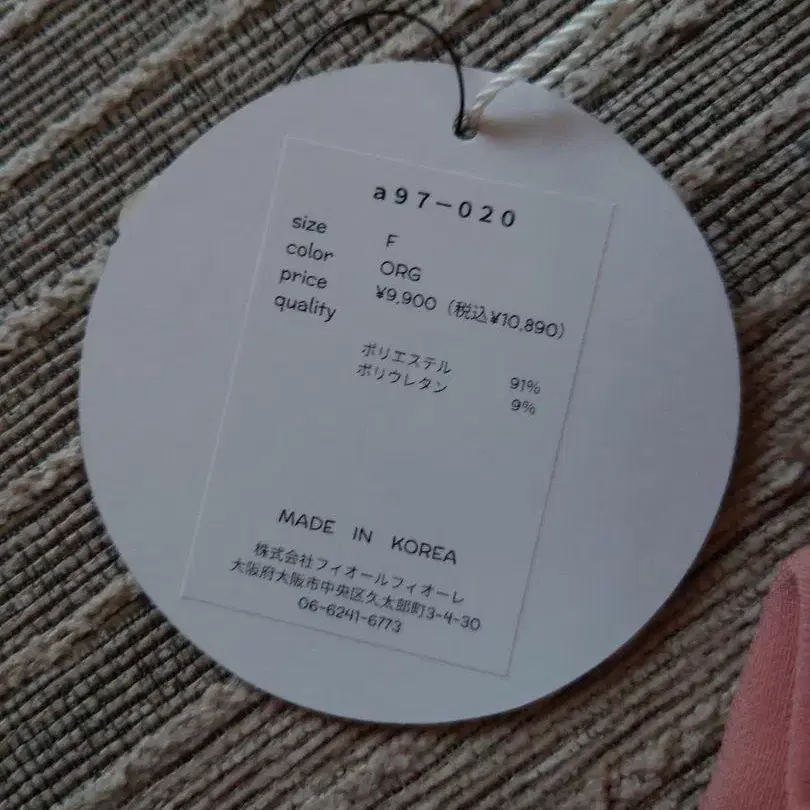 a97-020
size F
color ORG
price ¥9,900 (税込¥10,890)
quality
ポリエステル 91%
ポリウレタン 9%
MADE IN KOREA
株式会社フィオールフィオーレ
大阪府大阪市中央区久太郎町3-4-30
06-6241-6773